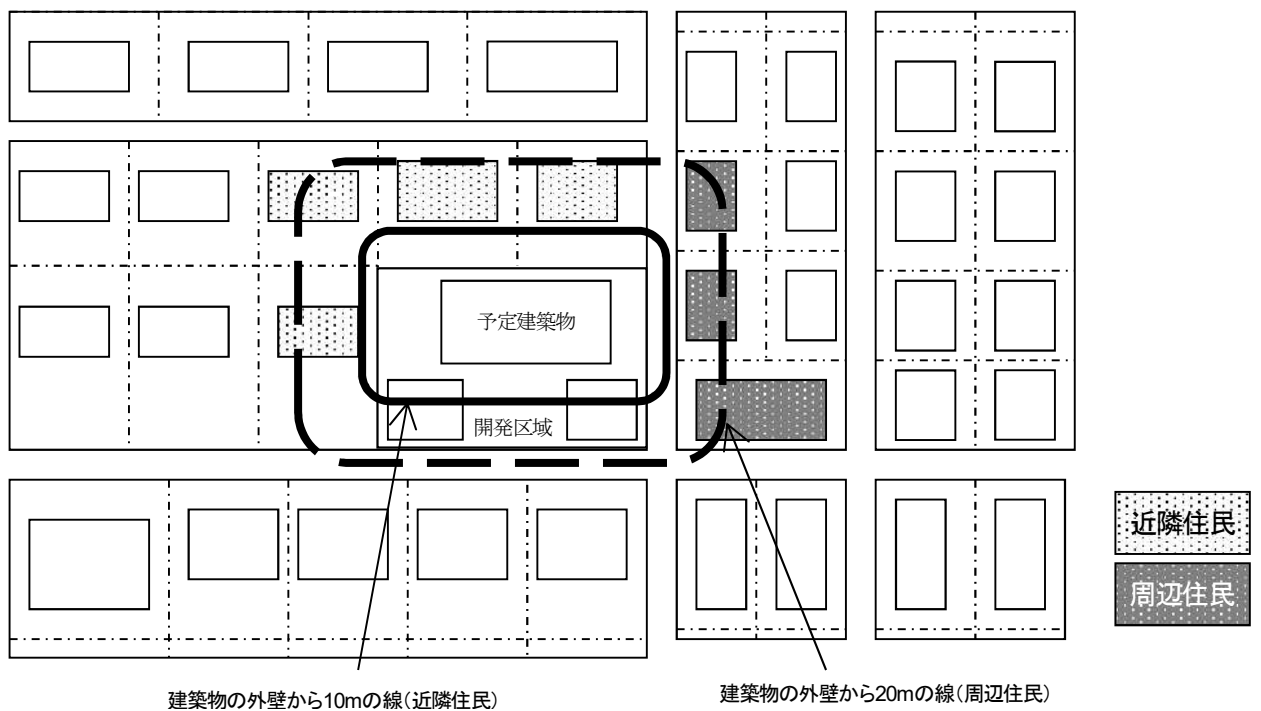 予定建築物
開発区域
近隣住民
周辺住民
建築物の外壁から10mの線(近隣住民)
建築物の外壁から20mの線(周辺住民)